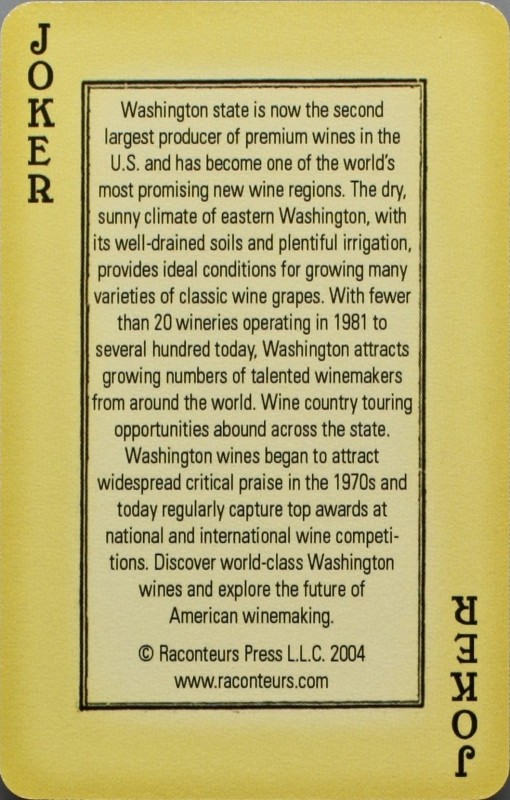 JOKER
Washington state is now the second
largest producer of premium wines in the
U.S. and has become one of the world's
most promising new wine regions. The dry,
sunny climate of eastern Washington, with
its well-drained soils and plentiful irrigation,
provides ideal conditions for growing many
varieties of classic wine grapes. With fewer
than 20 wineries operating in 1981 to
several hundred today, Washington attracts
growing numbers of talented winemakers
from around the world. Wine country touring
opportunities abound across the state.
Washington wines began to attract
widespread critical praise in the 1970s and
today regularly capture top awards at
national and international wine competi-
tions. Discover world-class Washington
wines and explore the future of
American winemaking.
© Raconteurs Press L.L.C. 2004
www.raconteurs.com
JOKER